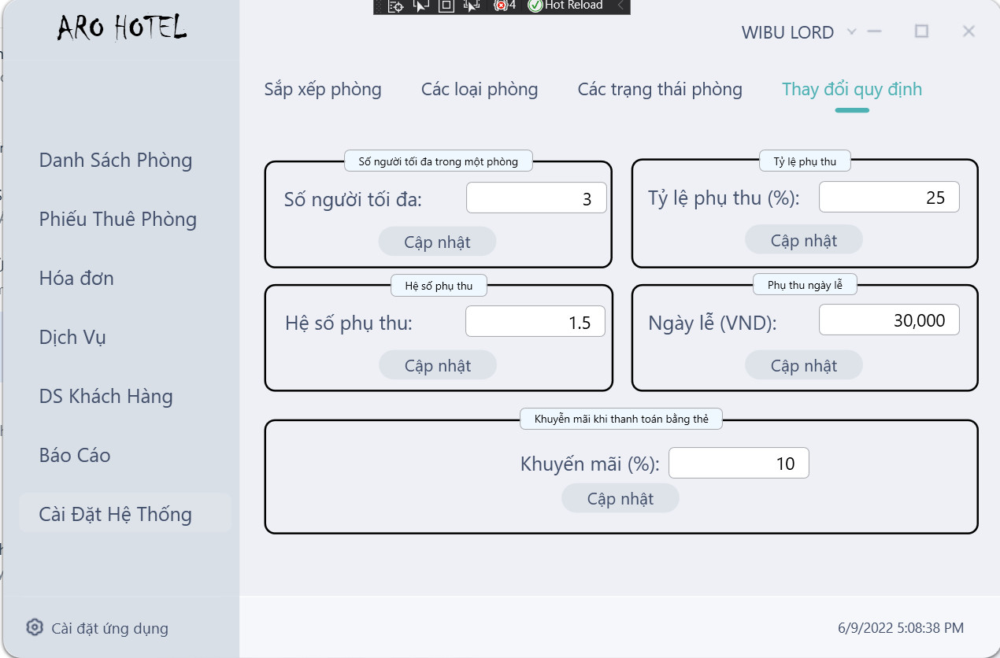 4 Hot Reload
ARO HOTEL
WIBU LORD
Sắp xếp phòng Các loại phòng Các trạng thái phòng Thay đổi quy định
Danh Sách Phòng
Phiếu Thuê Phòng
Hóa đơn
Dịch Vụ
DS Khách Hàng
Báo Cáo
Cài Đặt Hệ Thống
Cài đặt ứng dụng
Số người tối đa trong một phòng
Số người tối đa: 3
Cập nhật
Tỷ lệ phụ thu
Tỷ lệ phụ thu (%): 25
Cập nhật
Hệ số phụ thu
Hệ số phụ thu: 1.5
Cập nhật
Phụ thu ngày lễ
Ngày lễ (VND): 30,000
Cập nhật
Khuyễn mãi khi thanh toán bằng thẻ
Khuyến mãi (%): 10
Cập nhật
6/9/2022 5:08:38 PM